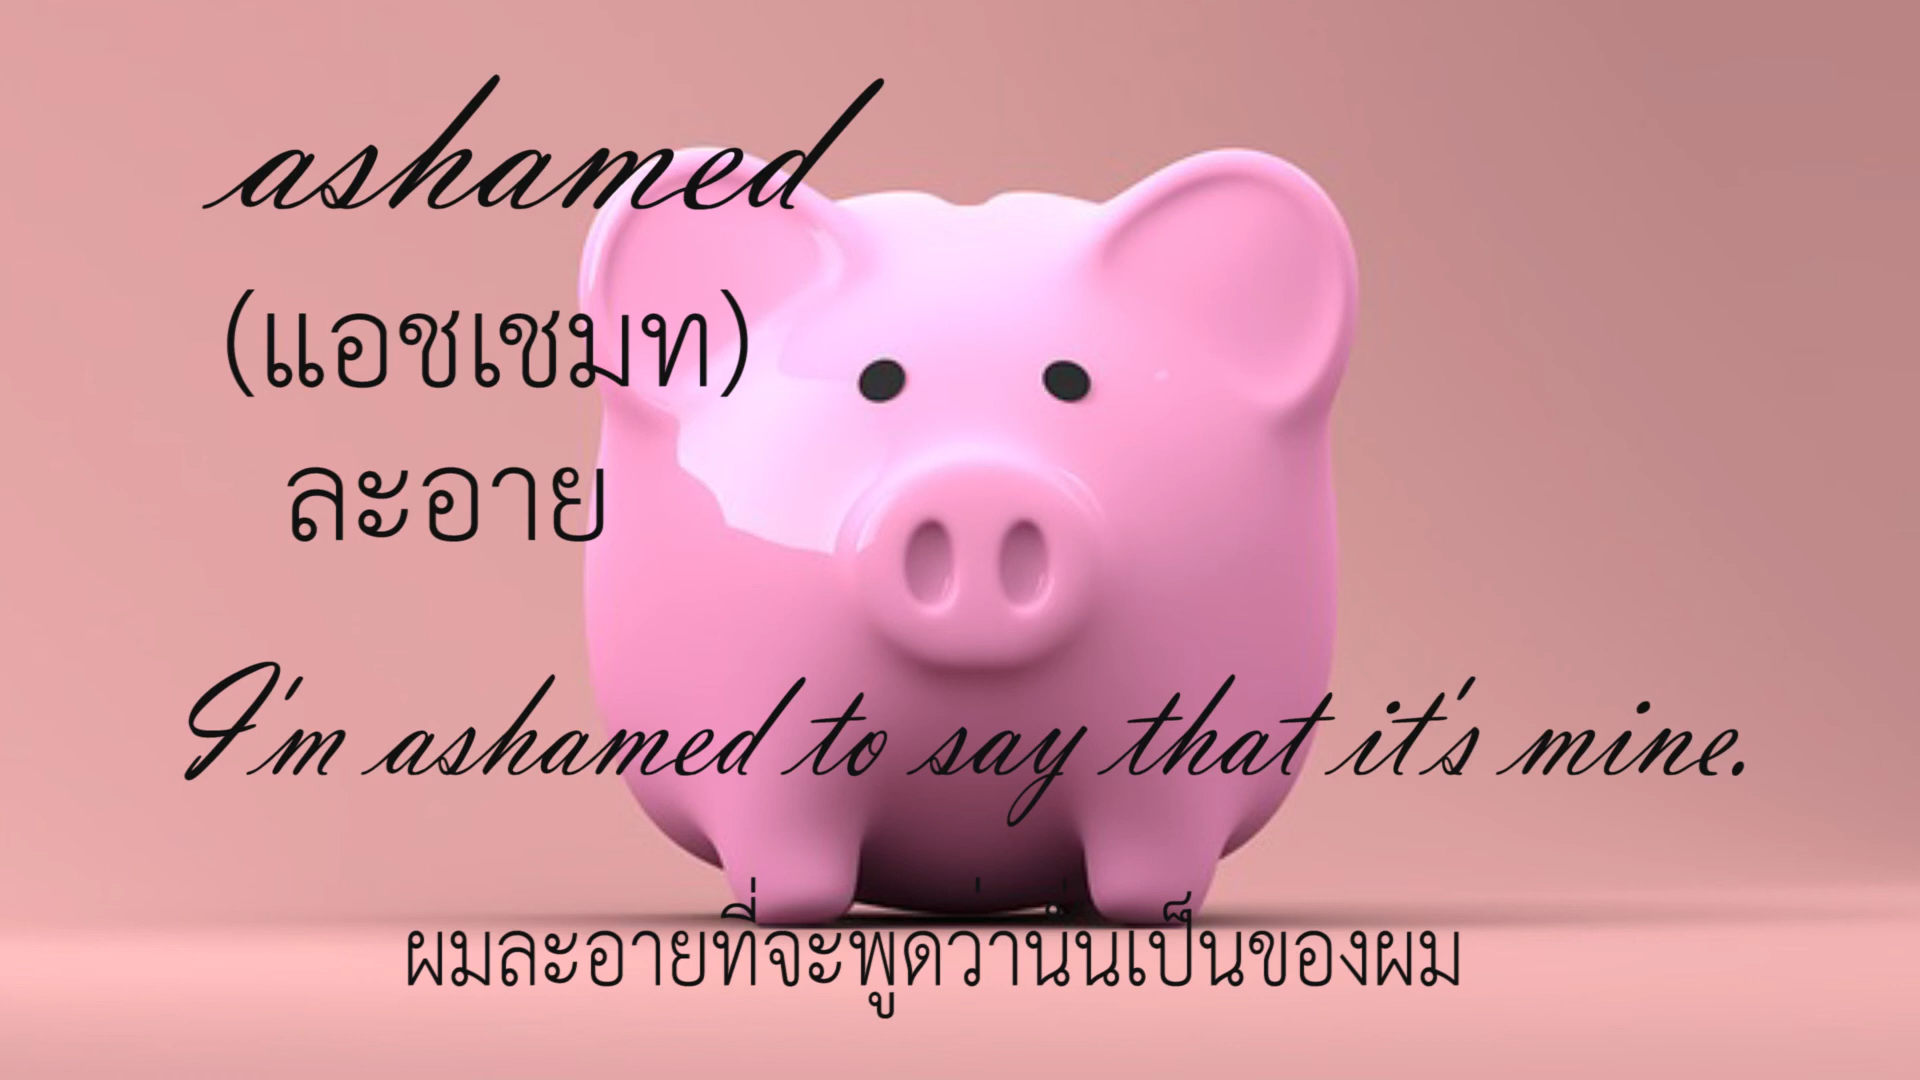 ashamed
(แอชเชมท)
ละอาย
I'm ashamed to say that it's mine.
ผมละอายที่จะพูดว่านั่นเป็นของผม